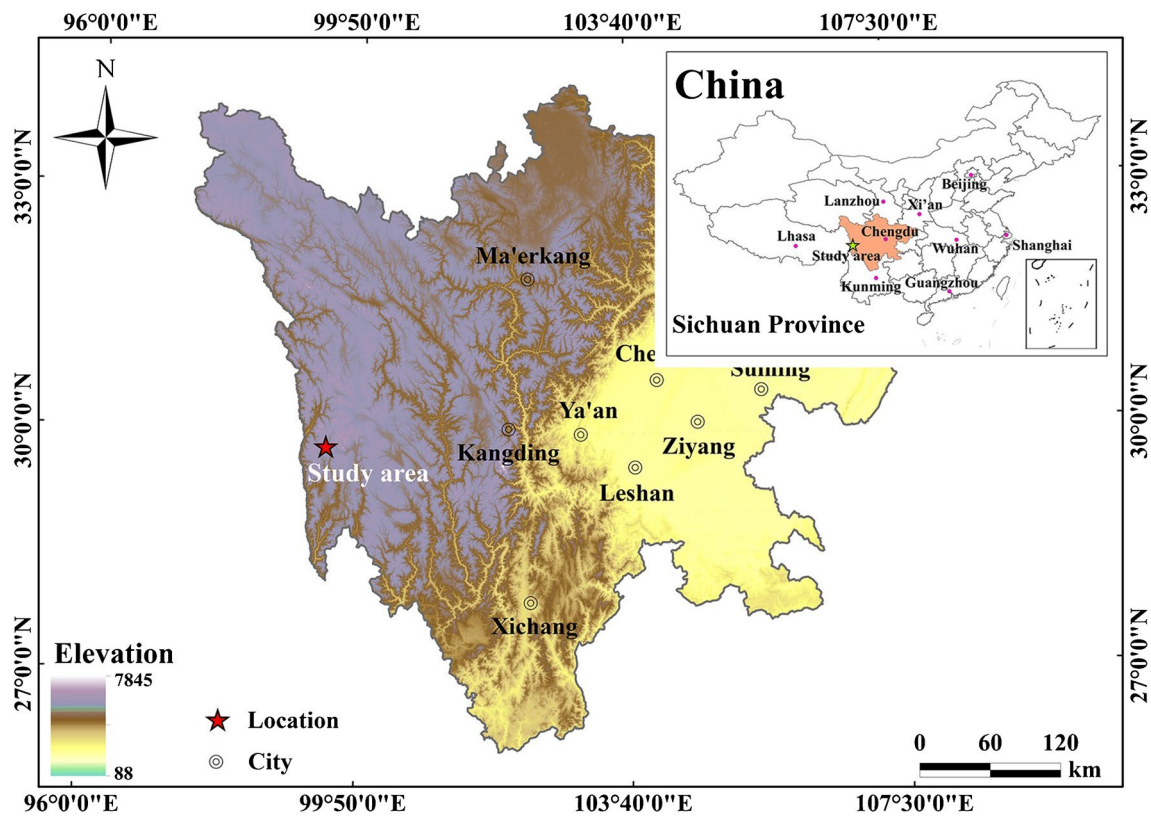 96°0'0"E 99°50'0"E 103°40'0"E 107°30'0"E
N
China
33°0'0"N
33°0'0"N
Beijing
Lanzhou
Xi'an
Lhasa
Chengdu
Study area
Wuhan
Shanghai
Kunming
Guangzhou
Sichuan Province
Ma'erkang
Che
Suining
30°0'0"N
30°0'0"N
Ya'an
Kangding
Ziyang
Study area
Leshan
Xichang
27°0'0"N
27°0'0"N
Elevation
7845
88
Location
City
0 60 120
km
96°0'0"E 99°50'0"E 103°40'0"E 107°30'0"E